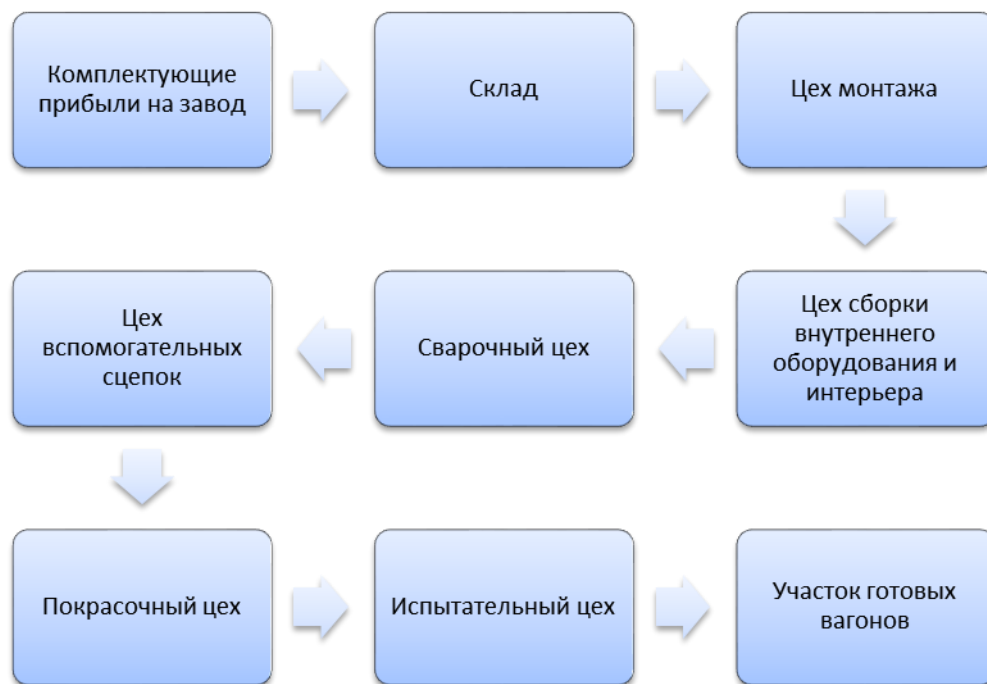 Комплектующие
прибыли на завод
Склад
Цех монтажа
Цех сборки
внутреннего
оборудования и
интерьера
Сварочный цех
Цех
вспомогательных
сцепок
Покрасочный цех
Испытательный цех
Участок готовых
вагонов